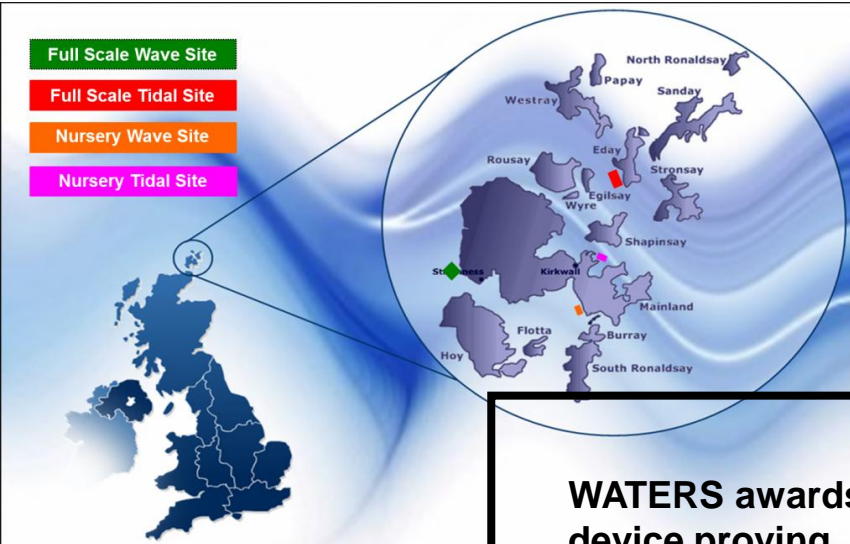 Full Scale Wave Site
Full Scale Tidal Site
Nursery Wave Site
Nursery Tidal Site
North Ronaldsay
Papay
Sanday
Westray
Eday
Rousay
Stronsay
Egilsay
Wyre
Shapinsay
Kirkwall
Mainland
Flotta
Burray
Hoy
South Ronaldsay
WATERS awards
device proving